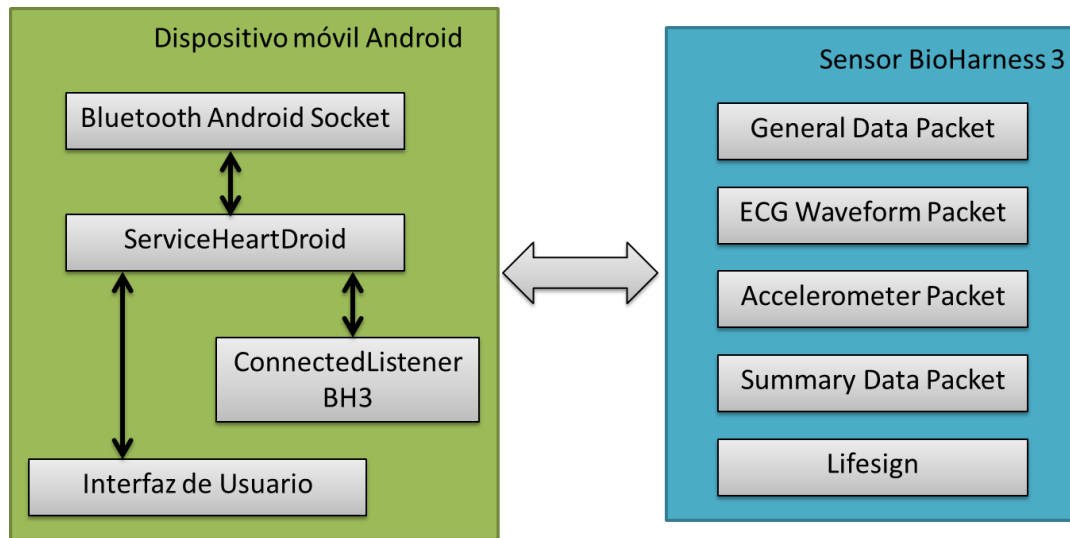 Dispositivo móvil Android
Bluetooth Android Socket
ServiceHeartDroid
ConnectedListener
BH3
Interfaz de Usuario
Sensor BioHarness 3
General Data Packet
ECG Waveform Packet
Accelerometer Packet
Summary Data Packet
Lifesign